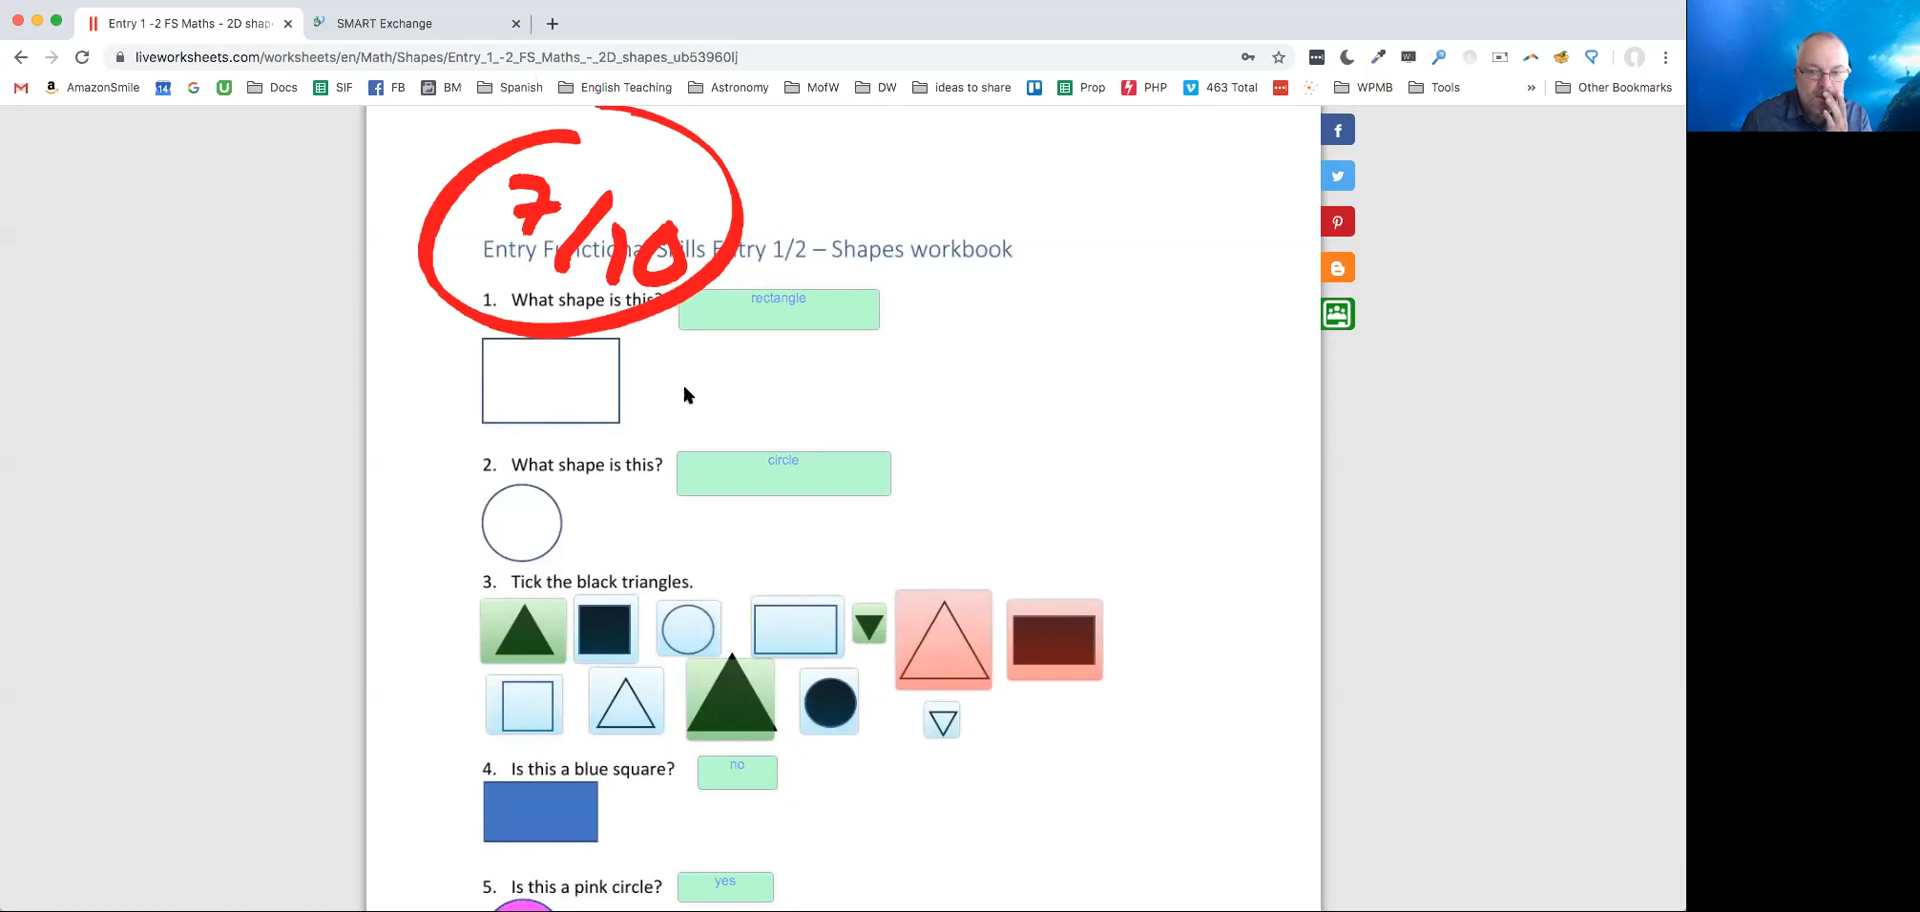 Entry 1 -2 FS Maths - 2D shap
SMART Exchange
liveworksheets.com/worksheets/en/Math/Shapes/Entry_1_-2_FS_Maths_-_2D_shapes_ub53960lj
AmazonSmile 14 Docs SIF FB BM Spanish English Teaching Astronomy MofW DW ideas to share Prop PHP 463 Total WPMB Tools » Other Bookmarks
7/10
Entry Functional Skills Entry 1/2 – Shapes workbook
1. What shape is this? rectangle
2. What shape is this? circle
3. Tick the black triangles.
4. Is this a blue square? no
5. Is this a pink circle? yes